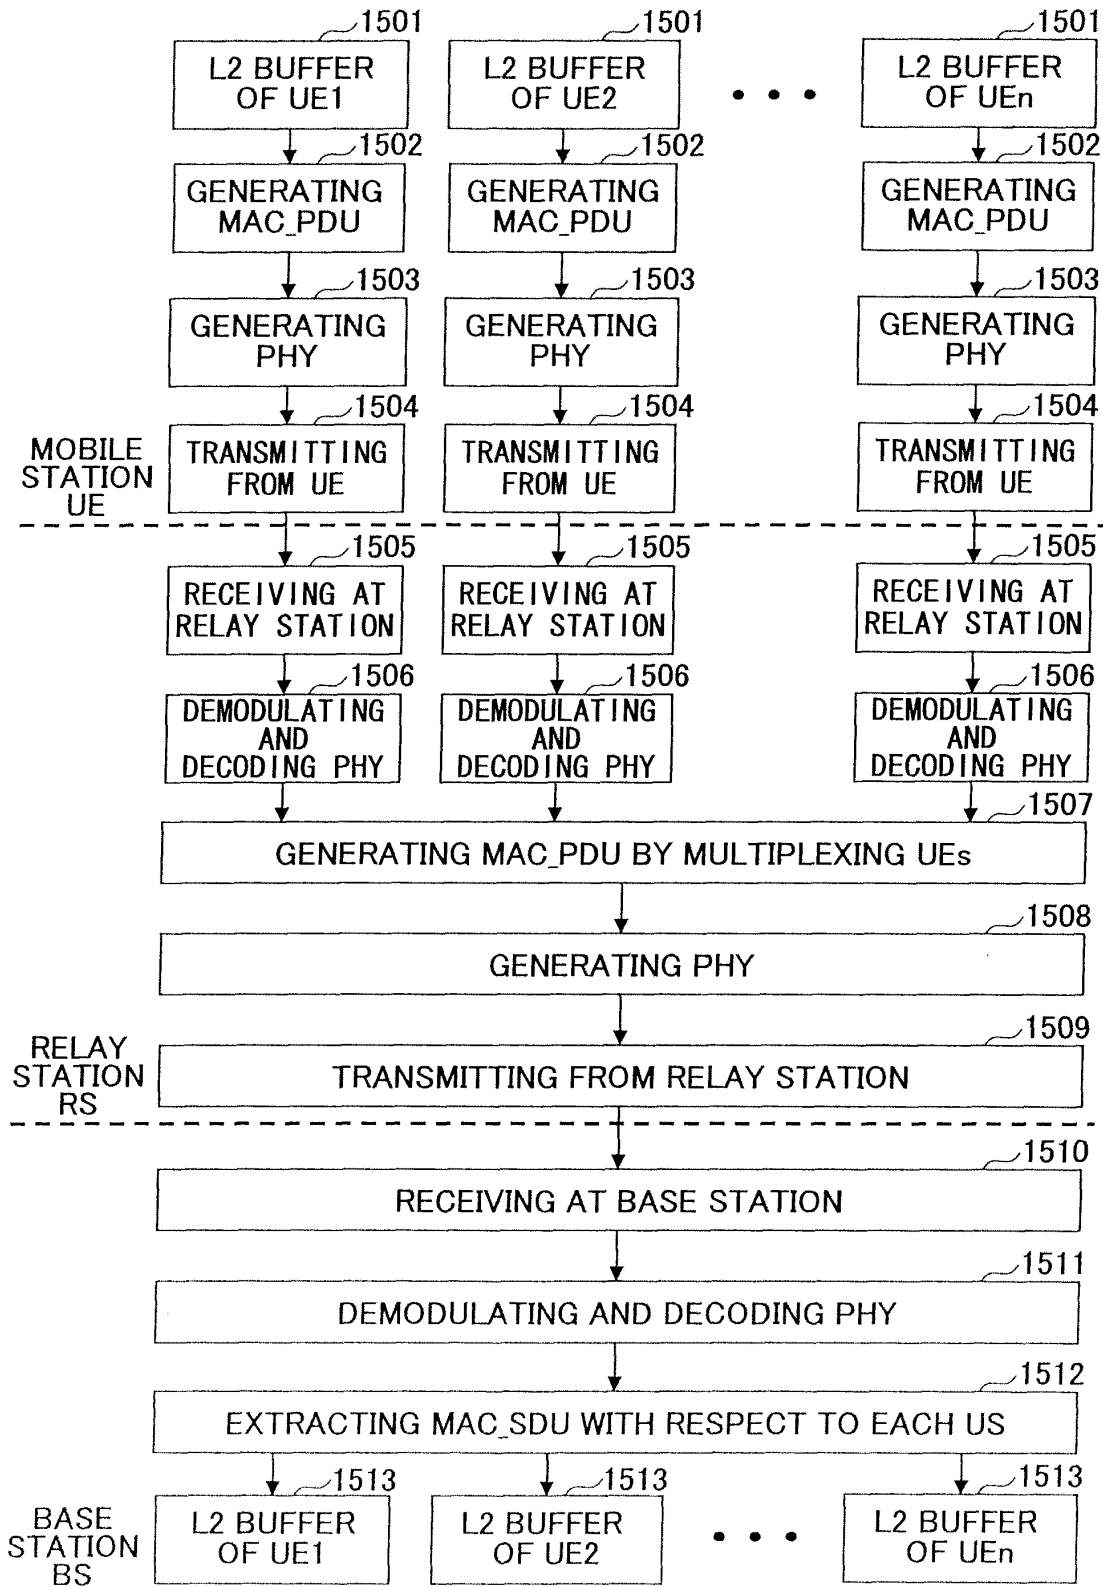 1501 1501 1501
L2 BUFFER OF UE1
L2 BUFFER OF UE2
L2 BUFFER OF UEn
• • •
1502 1502 1502
GENERATING MAC_PDU
GENERATING MAC_PDU
GENERATING MAC_PDU
1503 1503 1503
GENERATING PHY
GENERATING PHY
GENERATING PHY
1504 1504 1504
MOBILE
STATION
UE
TRANSMITTING FROM UE
TRANSMITTING FROM UE
TRANSMITTING FROM UE
1505 1505 1505
RECEIVING AT RELAY STATION
RECEIVING AT RELAY STATION
RECEIVING AT RELAY STATION
1506 1506 1506
DEMODULATING AND DECODING PHY
DEMODULATING AND DECODING PHY
DEMODULATING AND DECODING PHY
1507
GENERATING MAC_PDU BY MULTIPLEXING UEs
1508
GENERATING PHY
1509
RELAY
STATION
RS
TRANSMITTING FROM RELAY STATION
1510
RECEIVING AT BASE STATION
1511
DEMODULATING AND DECODING PHY
1512
EXTRACTING MAC_SDU WITH RESPECT TO EACH US
1513 1513 1513
BASE
STATION
BS
L2 BUFFER OF UE1
L2 BUFFER OF UE2
• • •
L2 BUFFER OF UEn